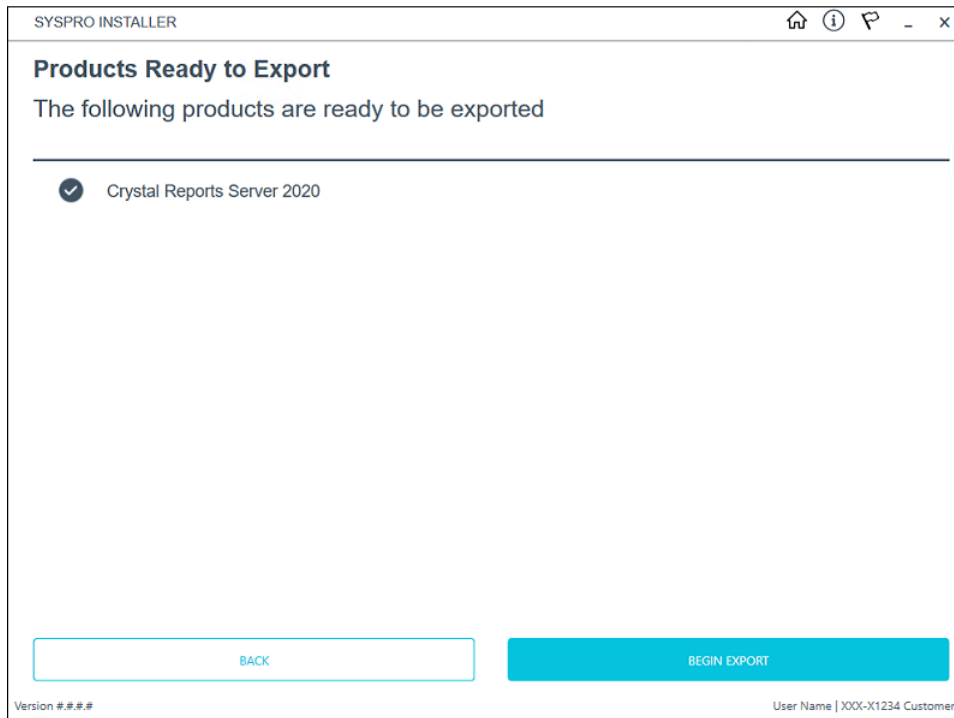 SYSPRO INSTALLER
Products Ready to Export
The following products are ready to be exported
Crystal Reports Server 2020
BACK
BEGIN EXPORT
Version #.#.#.#
User Name | XXX-X1234 Customer